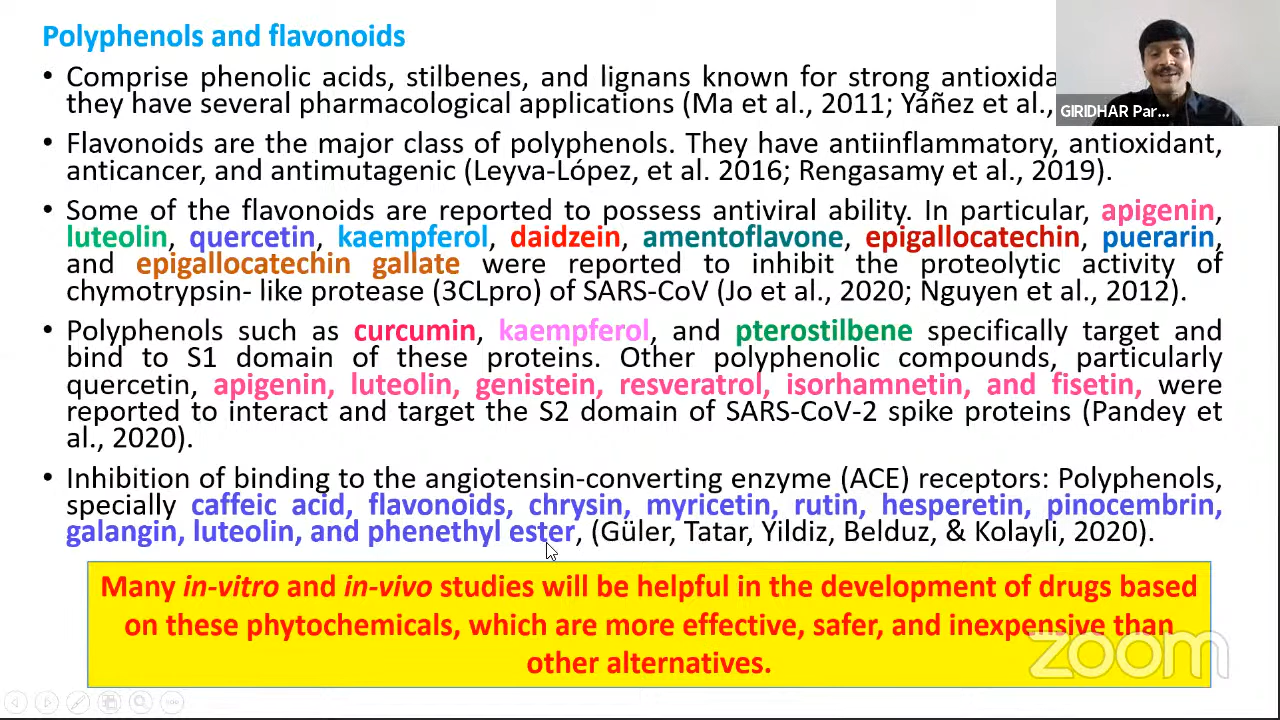 Polyphenols and flavonoids
• Comprise phenolic acids, stilbenes, and lignans known for strong antioxida
they have several pharmacological applications (Ma et al., 2011; Yáñez et al.,
GIRIDHAR Par...
• Flavonoids are the major class of polyphenols. They have antiinflammatory, antioxidant,
anticancer, and antimutagenic (Leyva-López, et al. 2016; Rengasamy et al., 2019).
• Some of the flavonoids are reported to possess antiviral ability. In particular, apigenin,
luteolin, quercetin, kaempferol, daidzein, amentoflavone, epigallocatechin, puerarin,
and epigallocatechin gallate were reported to inhibit the proteolytic activity of
chymotrypsin- like protease (3CLpro) of SARS-CoV (Jo et al., 2020; Nguyen et al., 2012).
• Polyphenols such as curcumin, kaempferol, and pterostilbene specifically target and
bind to S1 domain of these proteins. Other polyphenolic compounds, particularly
quercetin, apigenin, luteolin, genistein, resveratrol, isorhamnetin, and fisetin, were
reported to interact and target the S2 domain of SARS-CoV-2 spike proteins (Pandey et
al., 2020).
• Inhibition of binding to the angiotensin-converting enzyme (ACE) receptors: Polyphenols,
specially caffeic acid, flavonoids, chrysin, myricetin, rutin, hesperetin, pinocembrin,
galangin, luteolin, and phenethyl ester, (Güler, Tatar, Yildiz, Belduz, & Kolayli, 2020).
Many in-vitro and in-vivo studies will be helpful in the development of drugs based
on these phytochemicals, which are more effective, safer, and inexpensive than
other alternatives.
zoom